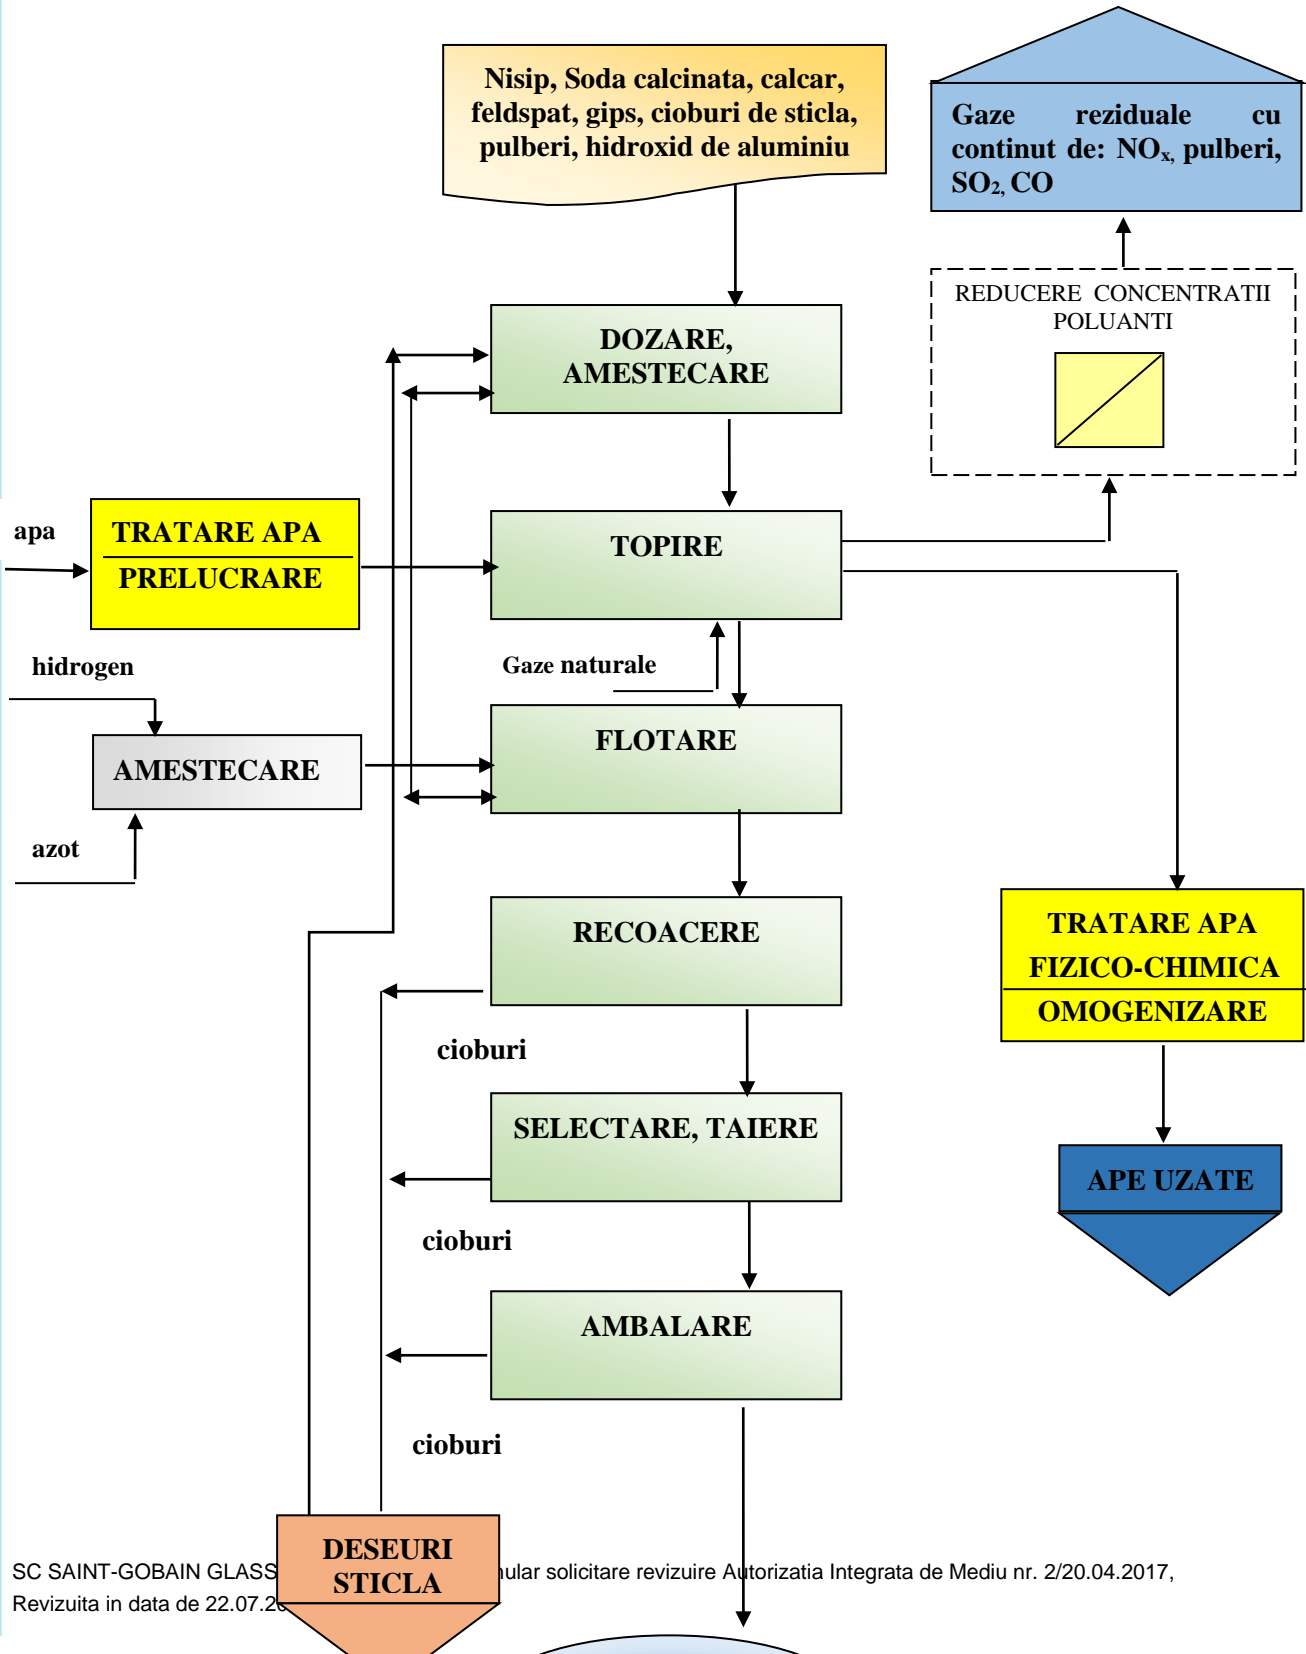 Nisip, Soda calcinata, calcar,
feldspat, gips, cioburi de sticla,
pulberi, hidroxid de aluminiu
Gaze reziduale cu
continut de: NOx, pulberi,
SO2, CO
REDUCERE CONCENTRATII
POLUANTI
DOZARE,
AMESTECARE
apa
TRATARE APA
PRELUCRARE
TOPIRE
hidrogen
Gaze naturale
FLOTARE
AMESTECARE
azot
RECOACERE
TRATARE APA
FIZICO-CHIMICA
OMOGENIZARE
cioburi
SELECTARE, TAIERE
APE UZATE
cioburi
AMBALARE
cioburi
DESEURI
STICLA
SC SAINT-GOBAIN GLASS solicitare revizuire Autorizatia Integrata de Mediu nr. 2/20.04.2017,
Revizuita in data de 22.07.2